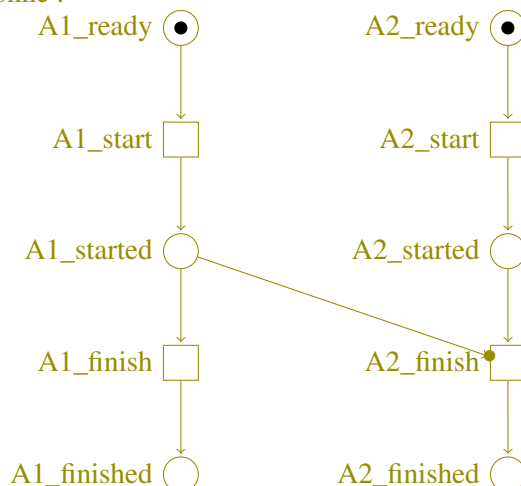 A1_ready A2_ready
A1_start A2_start
A1_started A2_started
A1_finish A2_finish
A1_finished A2_finished